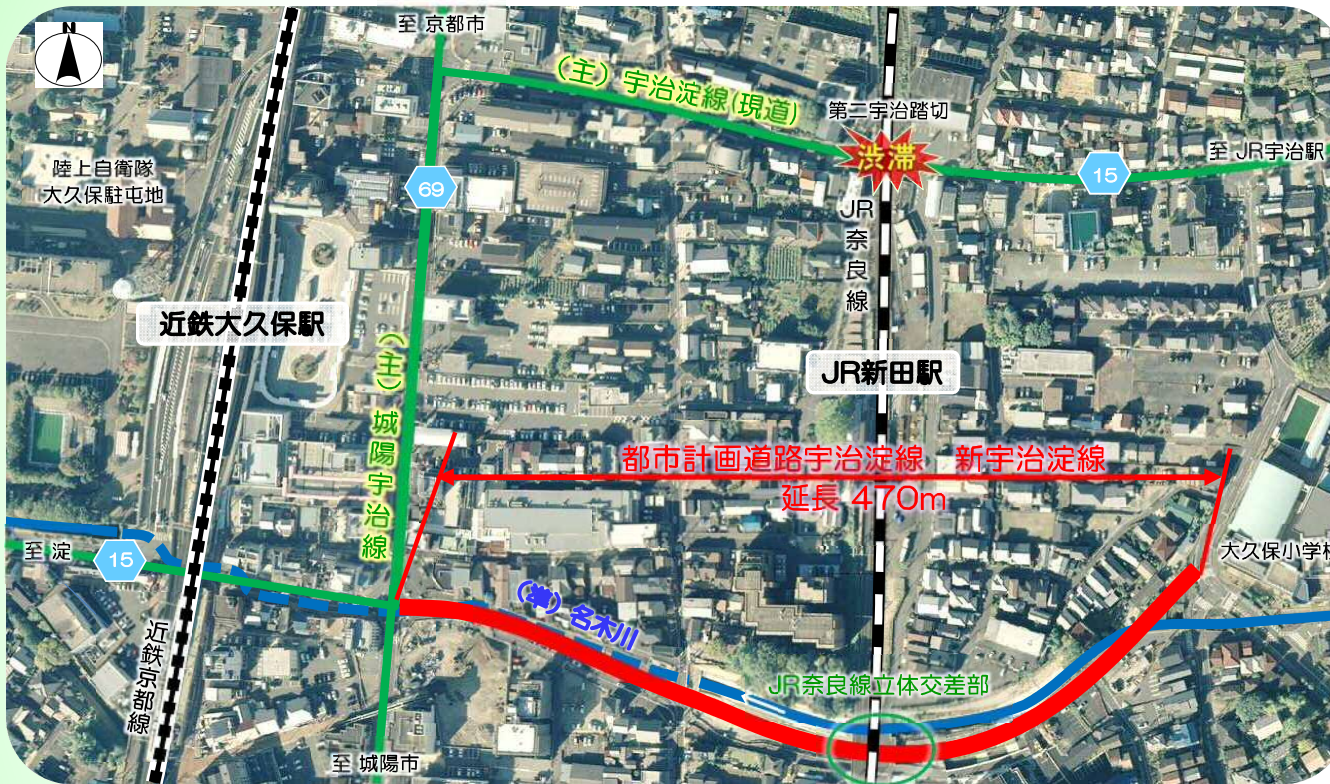 N
至 京都市
(主) 宇治淀線(現道)
第二宇治踏切
渋滞
至 JR宇治駅
15
69
陸上自衛隊
大久保駐屯地
JR奈良線
近鉄大久保駅
JR新田駅
(主)城陽宇治線
都市計画道路宇治淀線 新宇治淀線
延長 470m
至 淀
15
大久保小学校
(準)名木川
近鉄京都線
JR奈良線立体交差部
至 城陽市